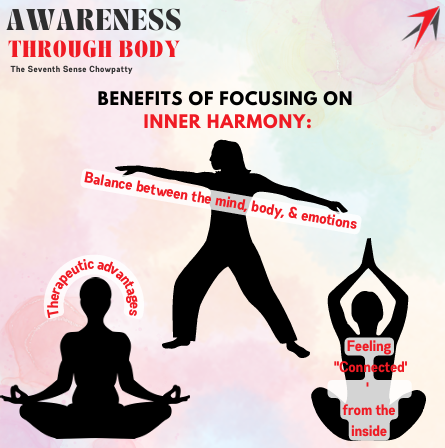 AWARENESS
THROUGH BODY
The Seventh Sense Chowpatty
BENEFITS OF FOCUSING ON
INNER HARMONY:
Balance between the mind, body, & emotions
Therapeutic advantages
Feeling
"Connected"
'
from the
inside